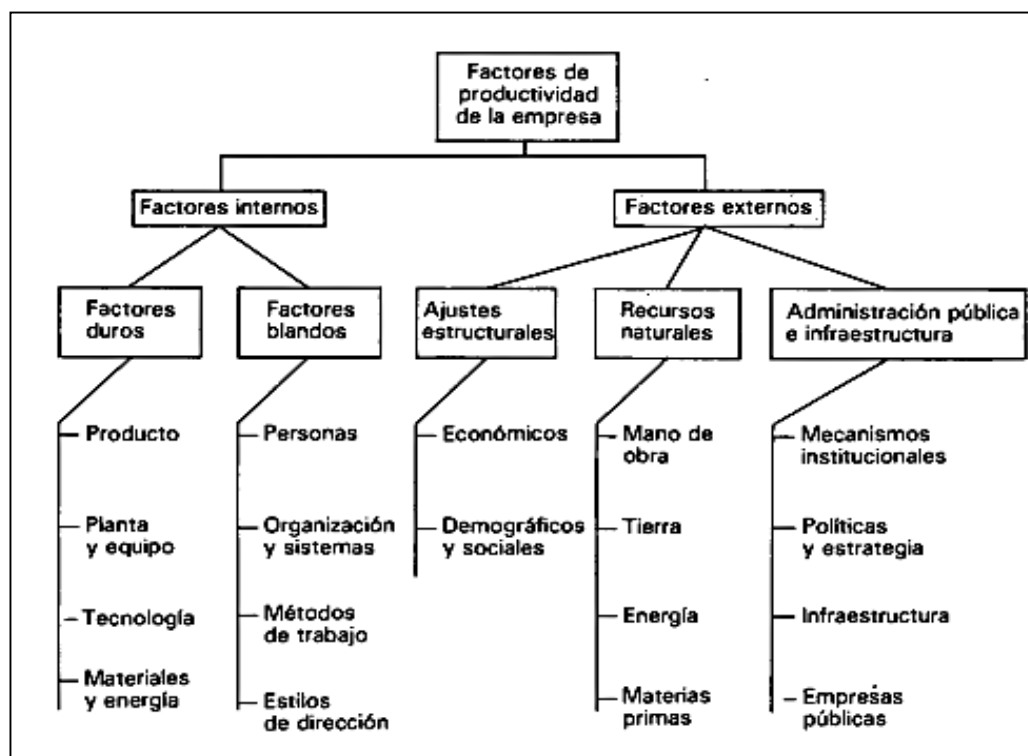 Factores de
productividad
de la empresa
Factores internos
Factores externos
Factores
duros
Factores
blandos
Ajustes
estructurales
Recursos
naturales
Administración pública
e infraestructura
Producto
Planta
y equipo
Tecnología
Materiales
y energía
Personas
Organización
y sistemas
Métodos
de trabajo
Estilos
de dirección
Económicos
Demográficos
y sociales
Mano de
obra
Tierra
Energía
Materias
primas
Mecanismos
institucionales
Políticas
y estrategia
Infraestructura
Empresas
públicas